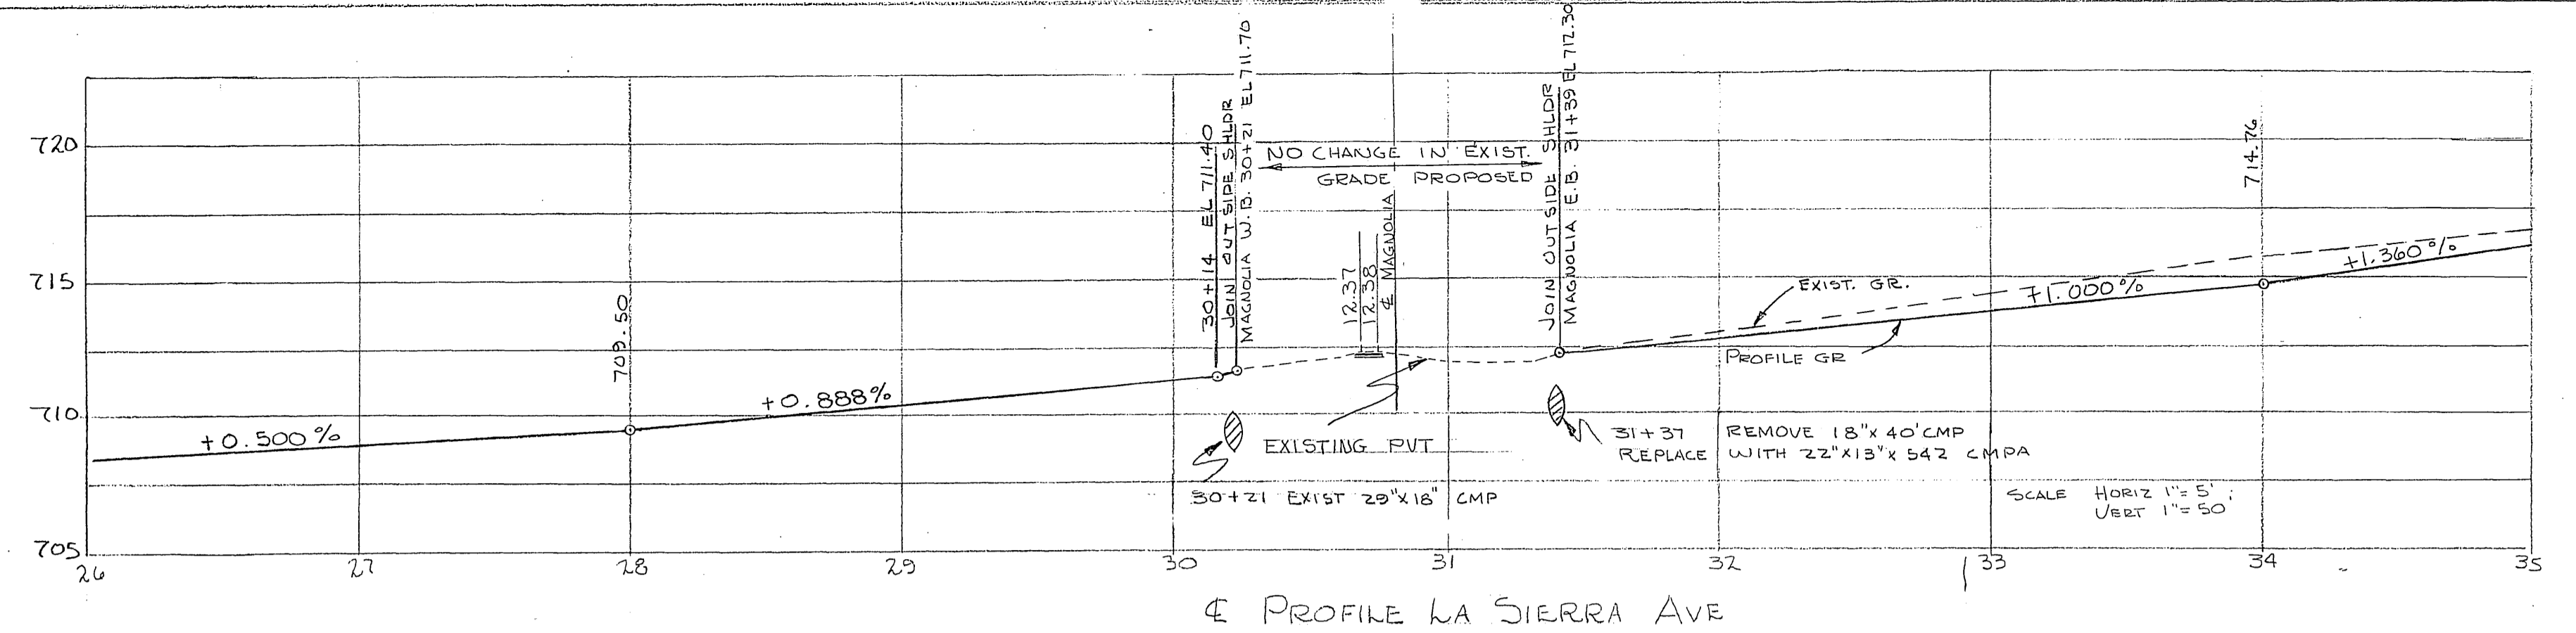 720
715
710
705
26
27
28
29
30
31
32
33
34
35
+0.500%
709.50
+0.888%
30+14 EL 711.40
JOIN OUTSIDE SHLDR
MAGNOLIA W.B. 30+21 EL 711.70
NO CHANGE IN EXIST.
GRADE PROPOSED
12.37
12.38
℄ MAGNOLIA
JOIN OUTSIDE SHLDR
MAGNOLIA E.B. 31+39 EL 712.30
EXIST. GR.
PROFILE GR
+1.000%
714.76
+1.360%
EXISTING PVT
30+21 EXIST 29"X18" CMP
31+37 REMOVE 18"X 40' CMP
REPLACE WITH 22"X13"X 542 CMPA
SCALE HORIZ 1"= 5';
VERT 1"= 50'
℄ PROFILE LA SIERRA AVE